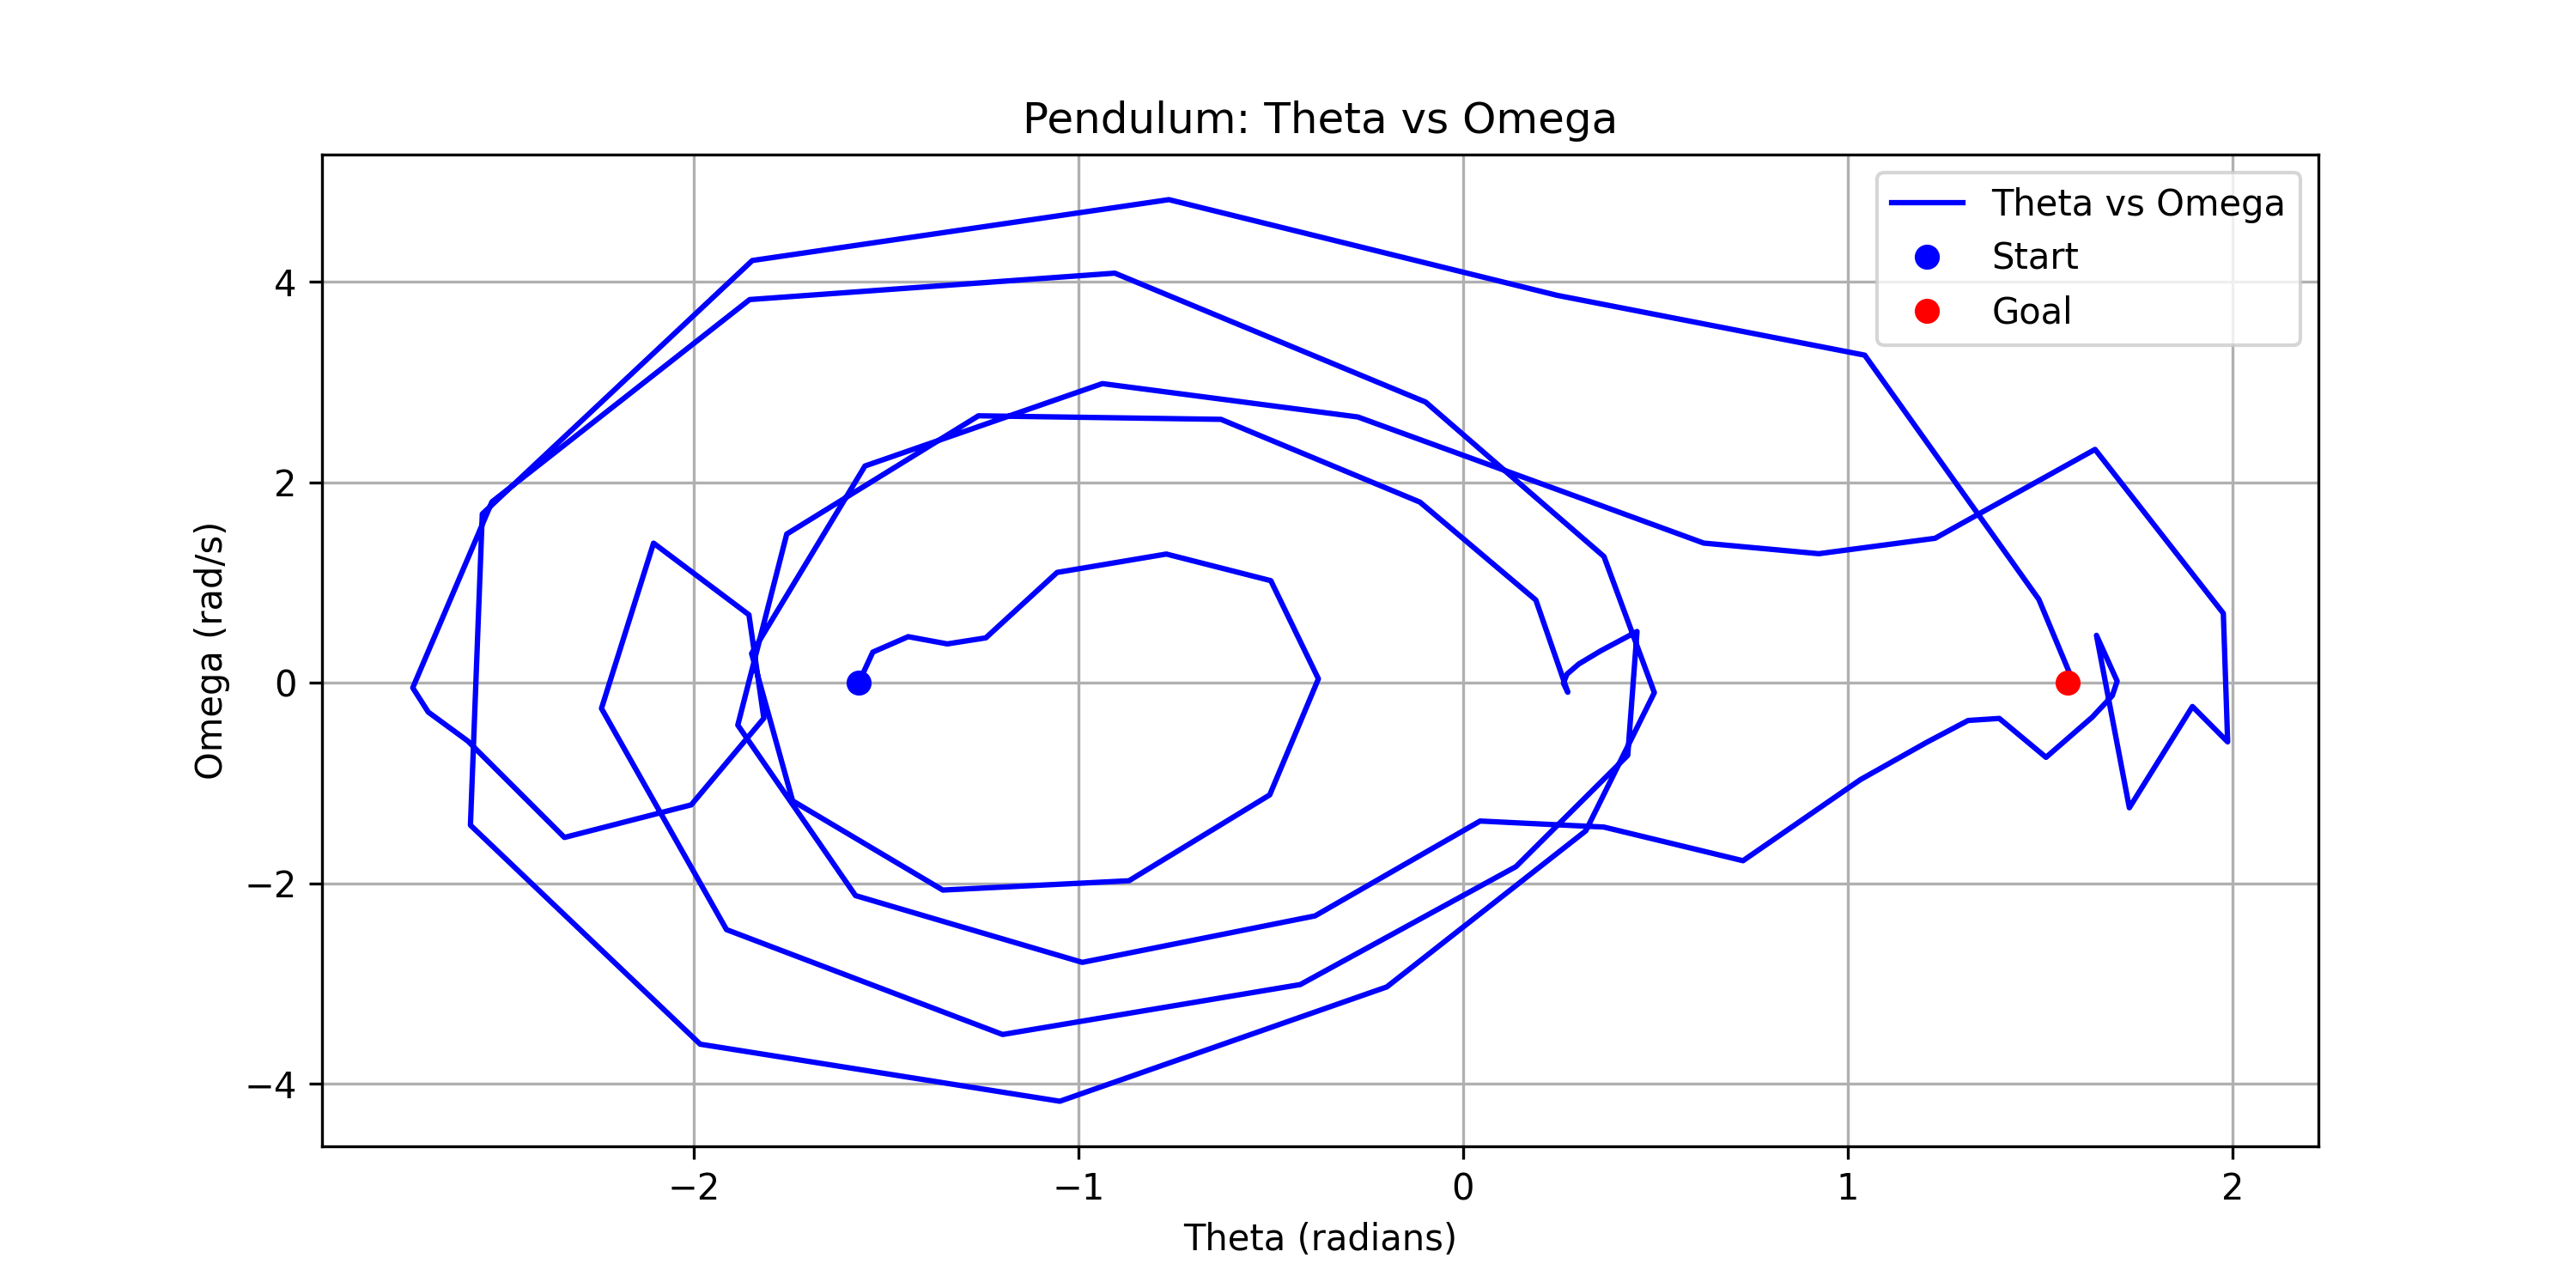 Pendulum: Theta vs Omega
Theta vs Omega
Start
Goal
4
2
0
−2
−4
Omega (rad/s)
−2
−1
0
1
2
Theta (radians)